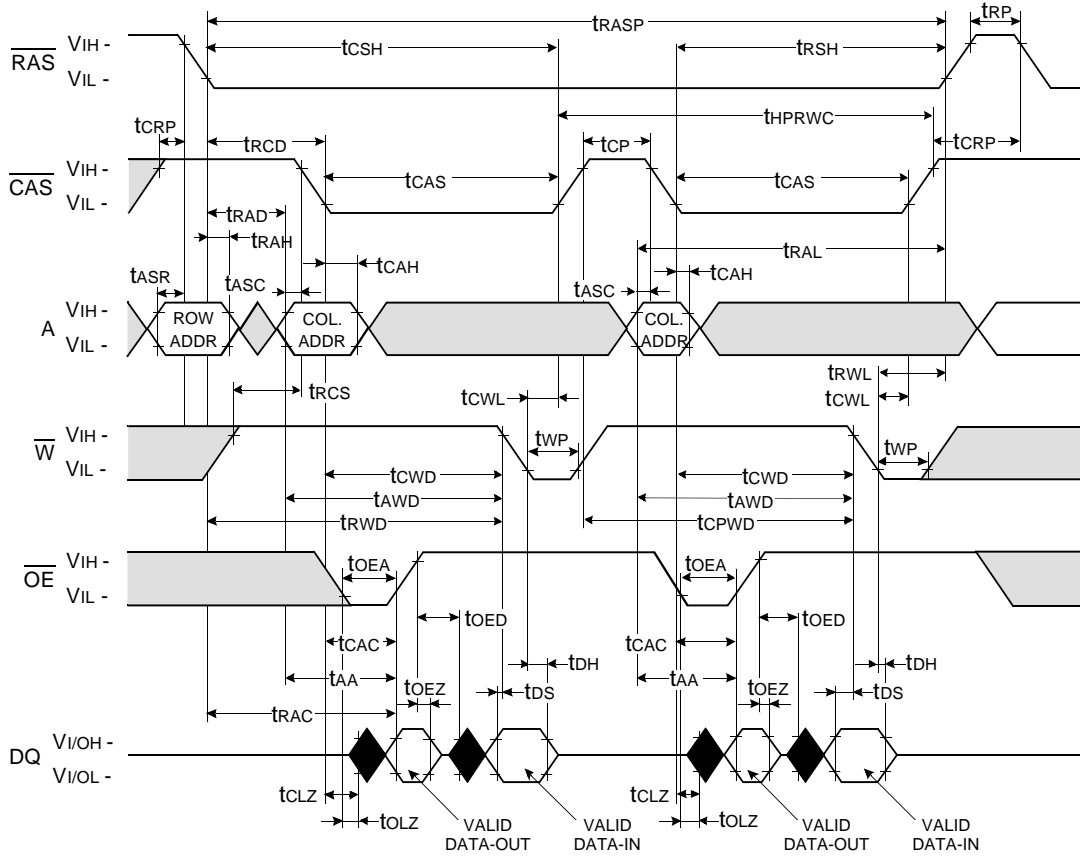 tRASP
tRP
VIH -
RAS
VIL -
tCSH
tRSH
tHPRWC
tCRP
tRCD
tCP
tCRP
VIH -
CAS
VIL -
tCAS
tCAS
tRAD
tRAH
tRAL
tASR
tASC
tCAH
tASC
tCAH
VIH -
A
VIL -
ROW
ADDR
COL.
ADDR
COL.
ADDR
tRCS
tCWL
tRWL
tCWL
VIH -
W
VIL -
tWP
tWP
tCWD
tCWD
tAWD
tAWD
tRWD
tCPWD
VIH -
OE
VIL -
tOEA
tOEA
tOED
tOED
tCAC
tCAC
tDH
tDH
tAA
tAA
tOEZ
tDS
tOEZ
tDS
tRAC
VI/OH -
DQ
VI/OL -
tCLZ
tCLZ
tOLZ
tOLZ
VALID
DATA-OUT
VALID
DATA-IN
VALID
DATA-OUT
VALID
DATA-IN